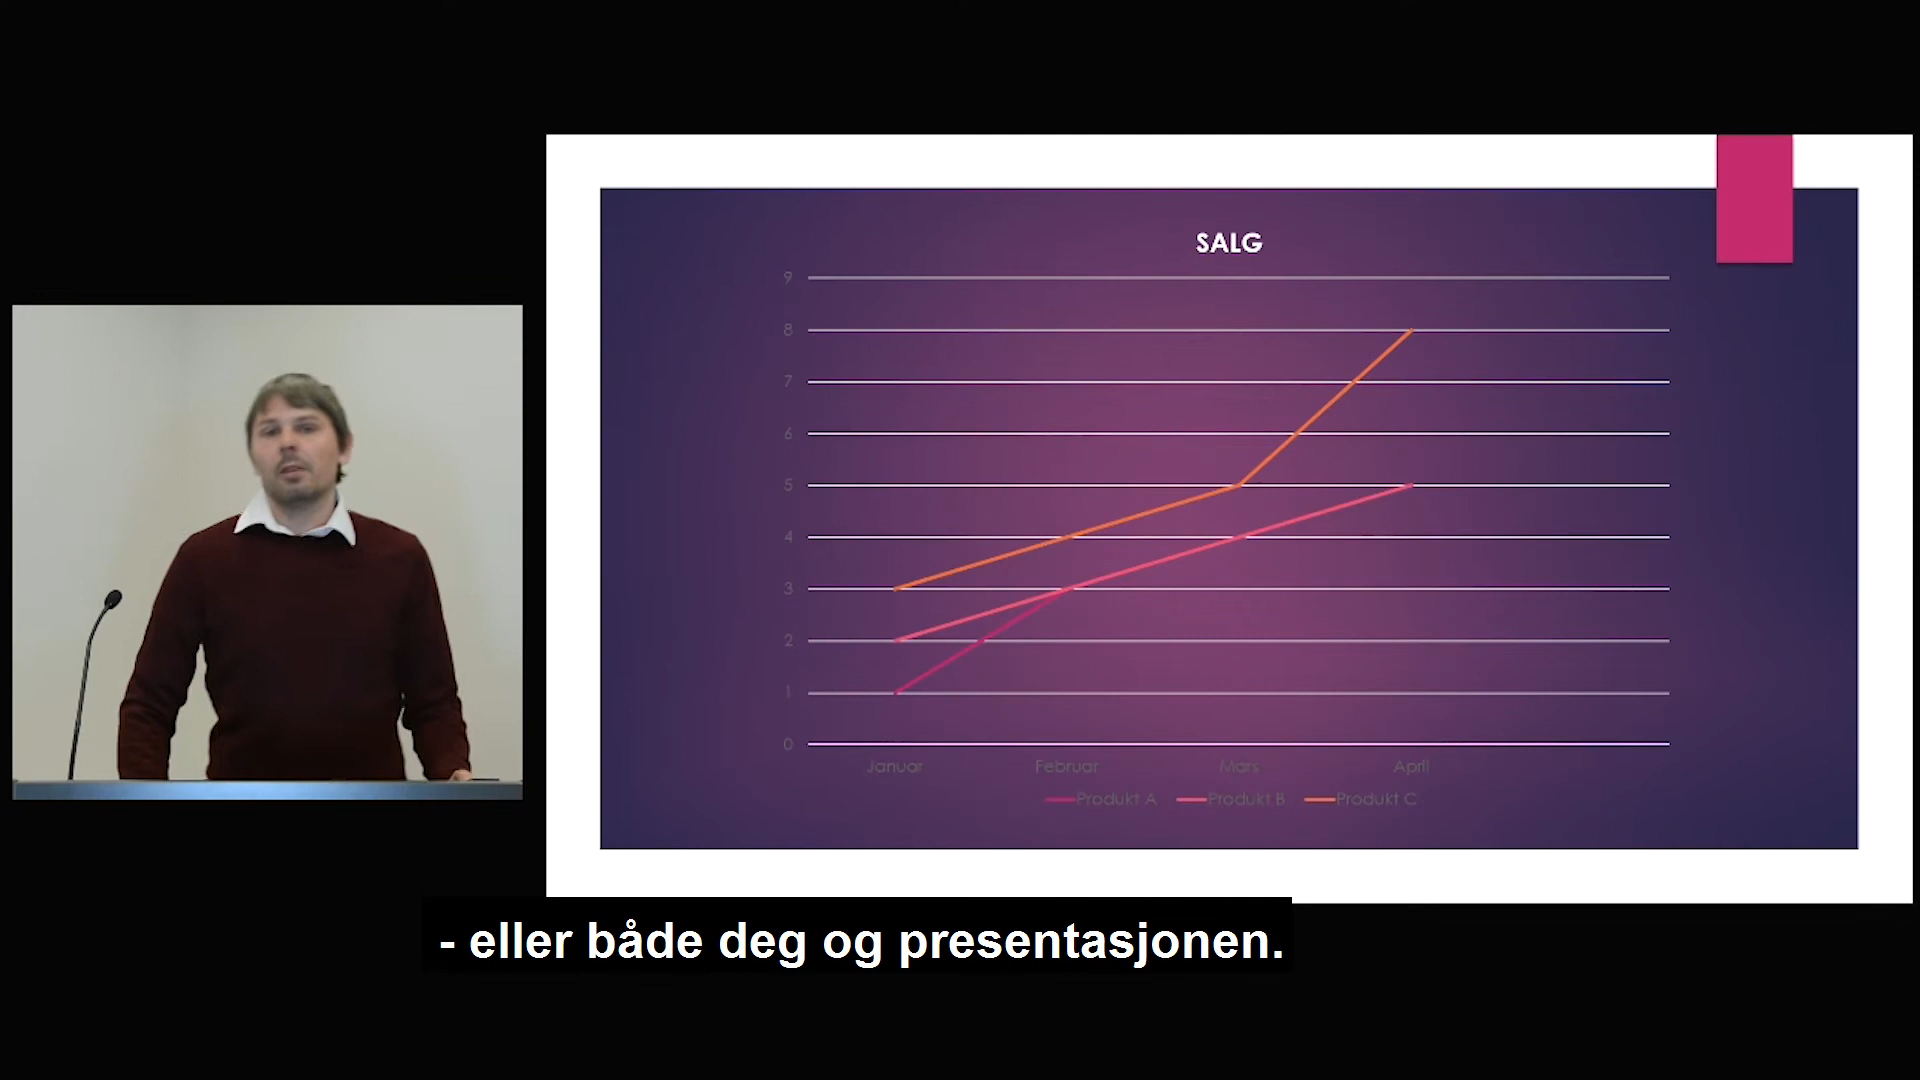 SALG
9
8
7
6
5
4
3
2
1
0
Januar Februar Mars April
Produkt A Produkt B Produkt C
- eller både deg og presentasjonen.